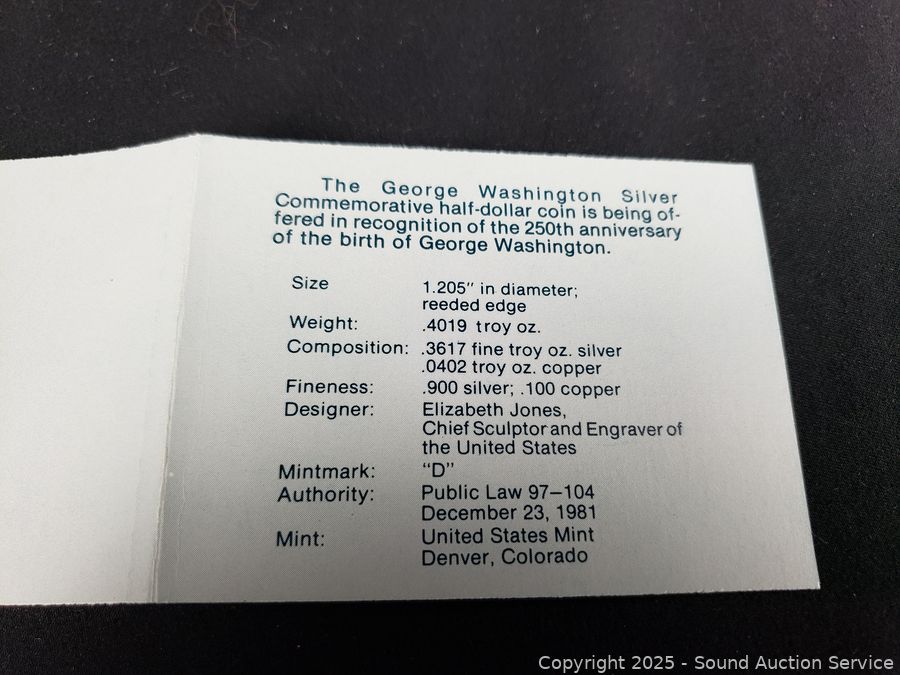 The George Washington Silver
Commemorative half-dollar coin is being of-
fered in recognition of the 250th anniversary
of the birth of George Washington.
Size 1.205" in diameter;
reeded edge
Weight: .4019 troy oz.
Composition: .3617 fine troy oz. silver
.0402 troy oz. copper
Fineness: .900 silver; .100 copper
Designer: Elizabeth Jones,
Chief Sculptor and Engraver of
the United States
Mintmark: “D”
Authority: Public Law 97–104
December 23, 1981
Mint: United States Mint
Denver, Colorado
Copyright 2025 - Sound Auction Service